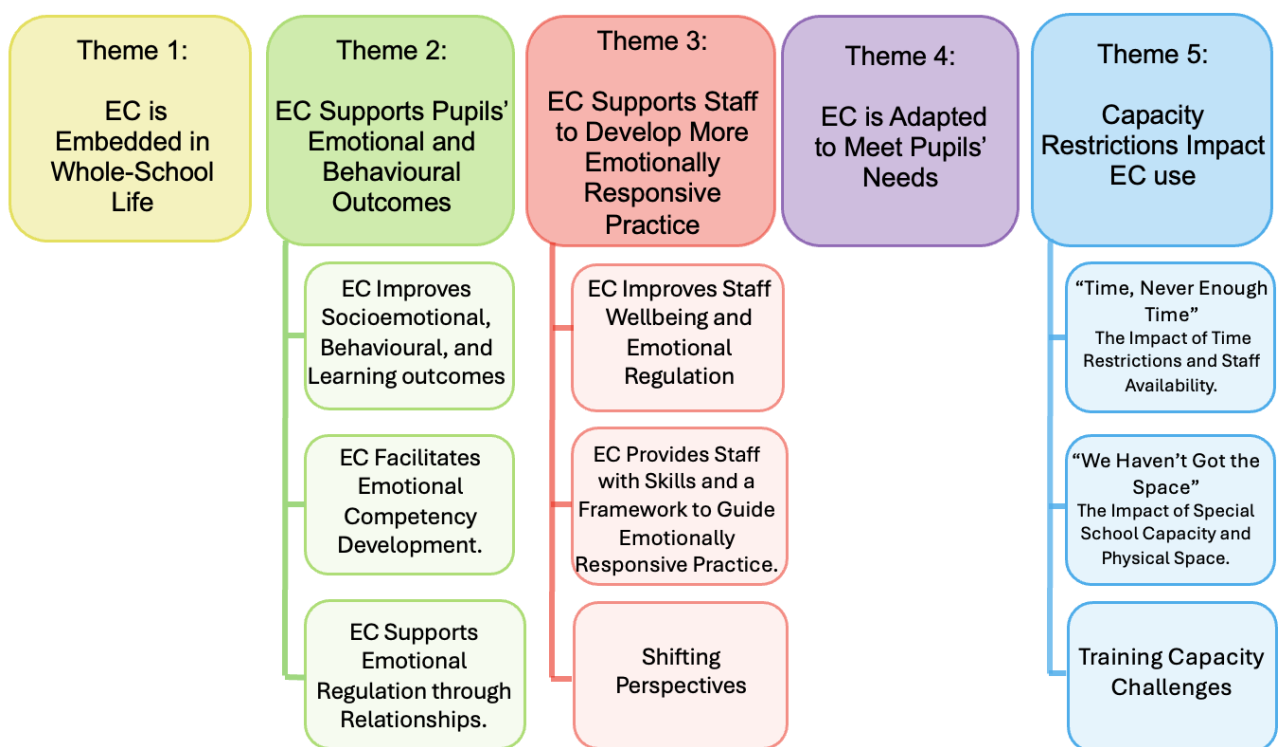 Theme 1:
EC is
Embedded in
Whole-School
Life
Theme 2:
EC Supports Pupils’
Emotional and
Behavioural
Outcomes
EC Improves
Socioemotional,
Behavioural, and
Learning outcomes
EC Facilitates
Emotional
Competency
Development.
EC Supports
Emotional
Regulation through
Relationships.
Theme 3:
EC Supports Staff
to Develop More
Emotionally
Responsive
Practice
EC Improves Staff
Wellbeing and
Emotional
Regulation
EC Provides Staff
with Skills and a
Framework to Guide
Emotionally
Responsive Practice.
Shifting
Perspectives
Theme 4:
EC is Adapted
to Meet Pupils’
Needs
Theme 5:
Capacity
Restrictions Impact
EC use
“Time, Never Enough
Time”
The Impact of Time
Restrictions and Staff
Availability.
“We Haven’t Got the
Space”
The Impact of Special
School Capacity and
Physical Space.
Training Capacity
Challenges